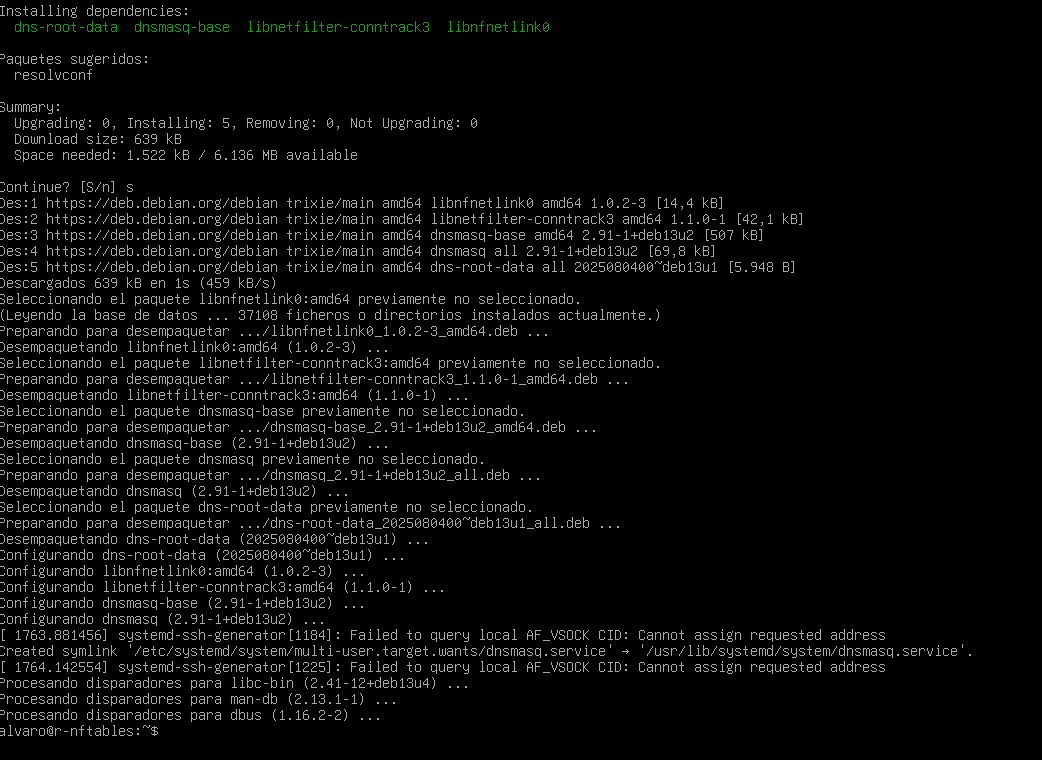 Installing dependencies:
  dns-root-data  dnsmasq-base  libnetfilter-conntrack3  libnfnetlink0
Paquetes sugeridos:
  resolvconf
Summary:
  Upgrading: 0, Installing: 5, Removing: 0, Not Upgrading: 0
  Download size: 639 kB
  Space needed: 1.522 kB / 6.136 MB available
Continue? [S/n] s
Des:1 https://deb.debian.org/debian trixie/main amd64 libnfnetlink0 amd64 1.0.2-3 [14,4 kB]
Des:2 https://deb.debian.org/debian trixie/main amd64 libnetfilter-conntrack3 amd64 1.1.0-1 [42,1 kB]
Des:3 https://deb.debian.org/debian trixie/main amd64 dnsmasq-base amd64 2.91-1+deb13u2 [507 kB]
Des:4 https://deb.debian.org/debian trixie/main amd64 dnsmasq all 2.91-1+deb13u2 [69,8 kB]
Des:5 https://deb.debian.org/debian trixie/main amd64 dns-root-data all 2025080400~deb13u1 [5.948 B]
Descargados 639 kB en 1s (459 kB/s)
Seleccionando el paquete libnfnetlink0:amd64 previamente no seleccionado.
(Leyendo la base de datos ... 37108 ficheros o directorios instalados actualmente.)
Preparando para desempaquetar .../libnfnetlink0_1.0.2-3_amd64.deb ...
Desempaquetando libnfnetlink0:amd64 (1.0.2-3) ...
Seleccionando el paquete libnetfilter-conntrack3:amd64 previamente no seleccionado.
Preparando para desempaquetar .../libnetfilter-conntrack3_1.1.0-1_amd64.deb ...
Desempaquetando libnetfilter-conntrack3:amd64 (1.1.0-1) ...
Seleccionando el paquete dnsmasq-base previamente no seleccionado.
Preparando para desempaquetar .../dnsmasq-base_2.91-1+deb13u2_amd64.deb ...
Desempaquetando dnsmasq-base (2.91-1+deb13u2) ...
Seleccionando el paquete dnsmasq previamente no seleccionado.
Preparando para desempaquetar .../dnsmasq_2.91-1+deb13u2_all.deb ...
Desempaquetando dnsmasq (2.91-1+deb13u2) ...
Seleccionando el paquete dns-root-data previamente no seleccionado.
Preparando para desempaquetar .../dns-root-data_2025080400~deb13u1_all.deb ...
Desempaquetando dns-root-data (2025080400~deb13u1) ...
Configurando dns-root-data (2025080400~deb13u1) ...
Configurando libnfnetlink0:amd64 (1.0.2-3) ...
Configurando libnetfilter-conntrack3:amd64 (1.1.0-1) ...
Configurando dnsmasq-base (2.91-1+deb13u2) ...
Configurando dnsmasq (2.91-1+deb13u2) ...
[ 1763.881456] systemd-ssh-generator[1184]: Failed to query local AF_VSOCK CID: Cannot assign requested address
Created symlink '/etc/systemd/system/multi-user.target.wants/dnsmasq.service' → '/usr/lib/systemd/system/dnsmasq.service'.
[ 1764.142554] systemd-ssh-generator[1225]: Failed to query local AF_VSOCK CID: Cannot assign requested address
Procesando disparadores para libc-bin (2.41-12+deb13u4) ...
Procesando disparadores para man-db (2.13.1-1) ...
Procesando disparadores para dbus (1.16.2-2) ...
alvaro@r-nftables:~$